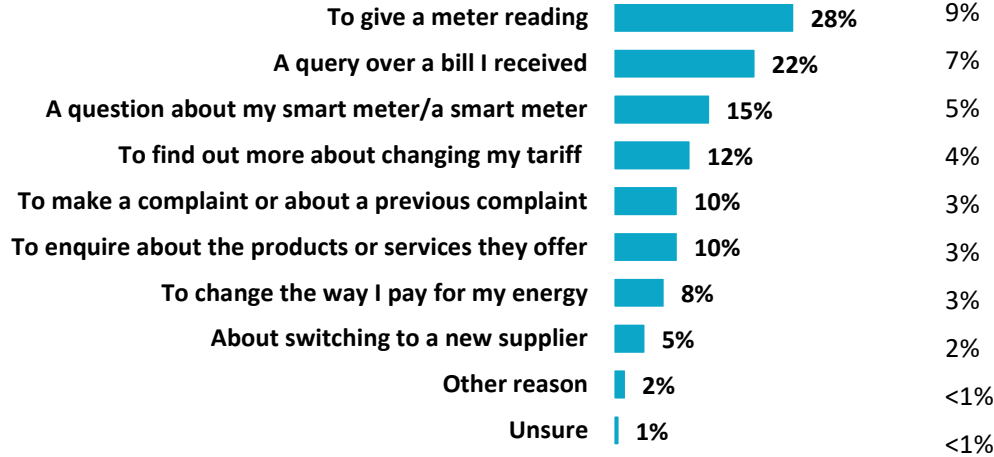 To give a meter reading 28% 9%
A query over a bill I received 22% 7%
A question about my smart meter/a smart meter 15% 5%
To find out more about changing my tariff 12% 4%
To make a complaint or about a previous complaint 10% 3%
To enquire about the products or services they offer 10% 3%
To change the way I pay for my energy 8% 3%
About switching to a new supplier 5% 2%
Other reason 2% <1%
Unsure 1% <1%